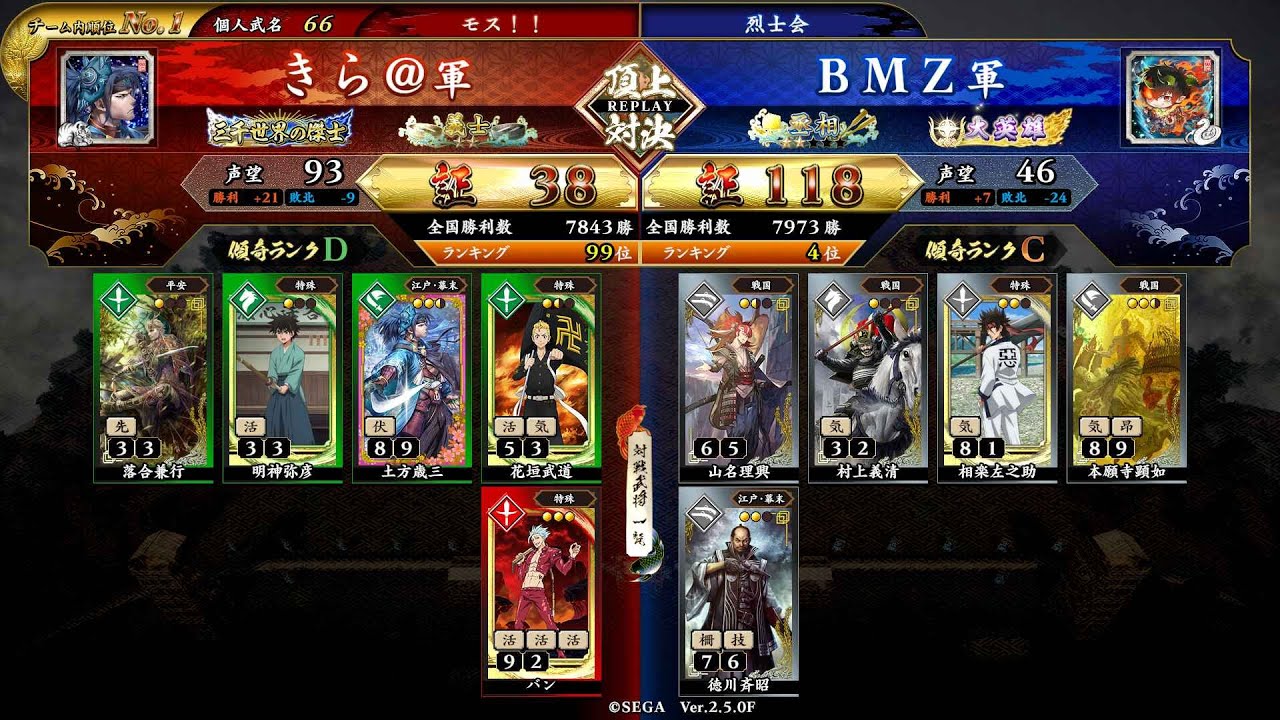 チーム内順位 No.1
個人武名 66
モス!!
烈士会
きら@軍
BMZ軍
頂上
REPLAY
対決
三千世界の傑士
義士
丞相
大英雄
声望 93
勝利 +21 敗北 -9
証 38
証 118
声望 46
勝利 +7 敗北 -24
全国勝利数 7843勝
全国勝利数 7973勝
ランキング 99位
ランキング 4位
傾奇ランクD
傾奇ランクC
平安
先
3 3
落合兼行
特殊
活
3 3
明神弥彦
江戸・幕末
伏
8 9
土方歳三
特殊
卍
活 気
5 3
花垣武道
対戦武将一覧
戦国
6 5
山名理興
戦国
気
3 2
村上義清
特殊
惡
気
8 1
相楽左之助
戦国
気 昂
8 9
本願寺顕如
特殊
活 活 活
9 2
バン
江戸・幕末
柵 技
7 6
徳川斉昭
©SEGA Ver.2.5.0F